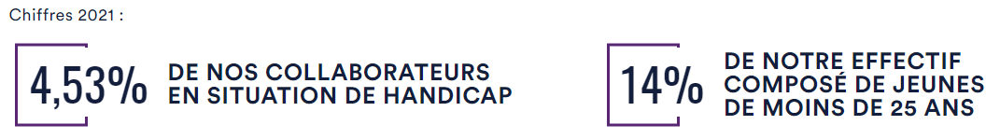 Chiffres 2021 :
4,53%
DE NOS COLLABORATEURS
EN SITUATION DE HANDICAP
14%
DE NOTRE EFFECTIF
COMPOSÉ DE JEUNES
DE MOINS DE 25 ANS